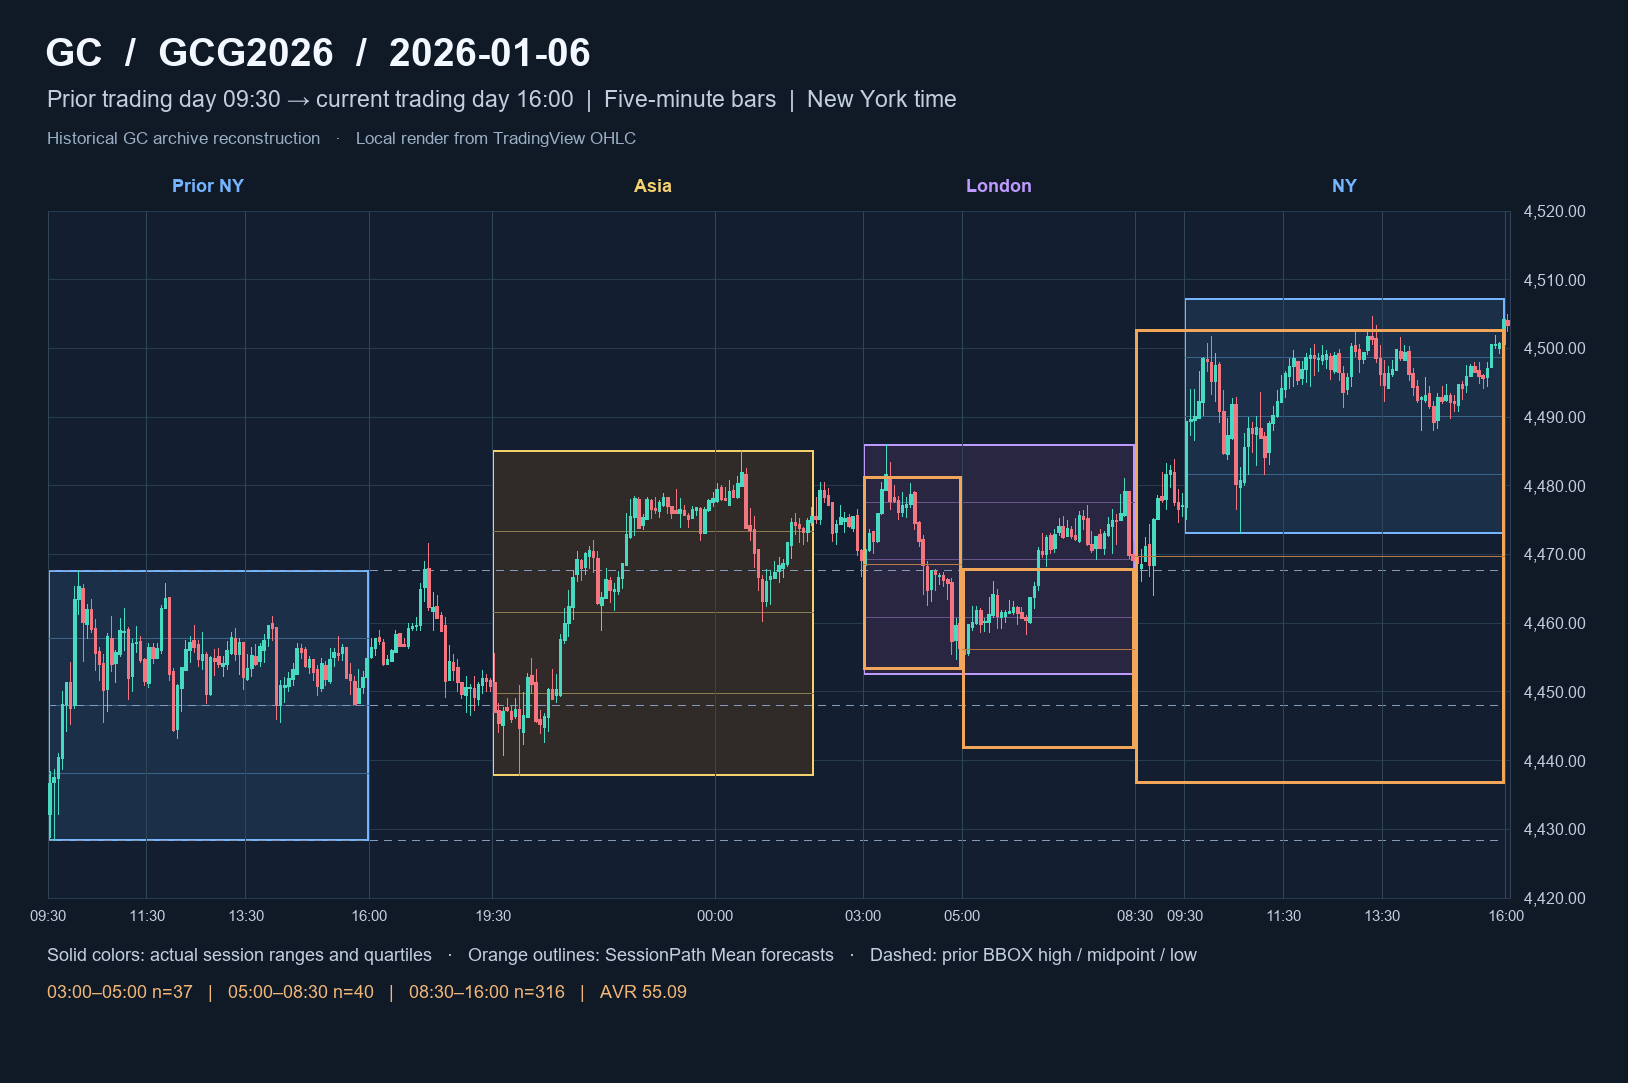 GC / GCG2026 / 2026-01-06
Prior trading day 09:30 → current trading day 16:00 | Five-minute bars | New York time
Historical GC archive reconstruction · Local render from TradingView OHLC
Prior NY Asia London NY
4,520.00
4,510.00
4,500.00
4,490.00
4,480.00
4,470.00
4,460.00
4,450.00
4,440.00
4,430.00
4,420.00
09:30 11:30 13:30 16:00 19:30 00:00 03:00 05:00 08:30 09:30 11:30 13:30 16:00
Solid colors: actual session ranges and quartiles · Orange outlines: SessionPath Mean forecasts · Dashed: prior BBOX high / midpoint / low
03:00–05:00 n=37 | 05:00–08:30 n=40 | 08:30–16:00 n=316 | AVR 55.09